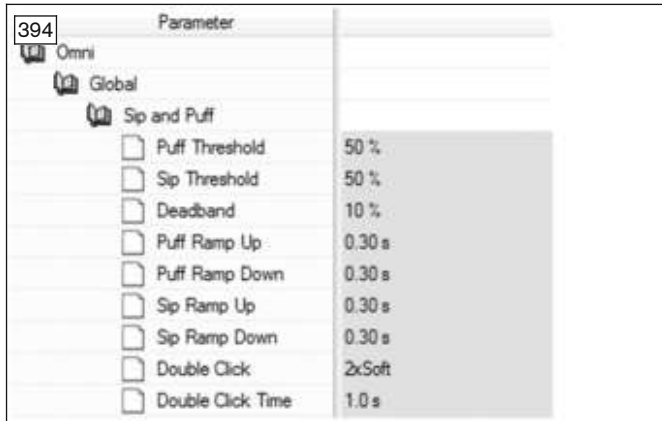 394
Parameter
Omni
Global
Sip and Puff
Puff Threshold 50 %
Sip Threshold 50 %
Deadband 10 %
Puff Ramp Up 0.30 s
Puff Ramp Down 0.30 s
Sip Ramp Up 0.30 s
Sip Ramp Down 0.30 s
Double Click 2xSoft
Double Click Time 1.0 s